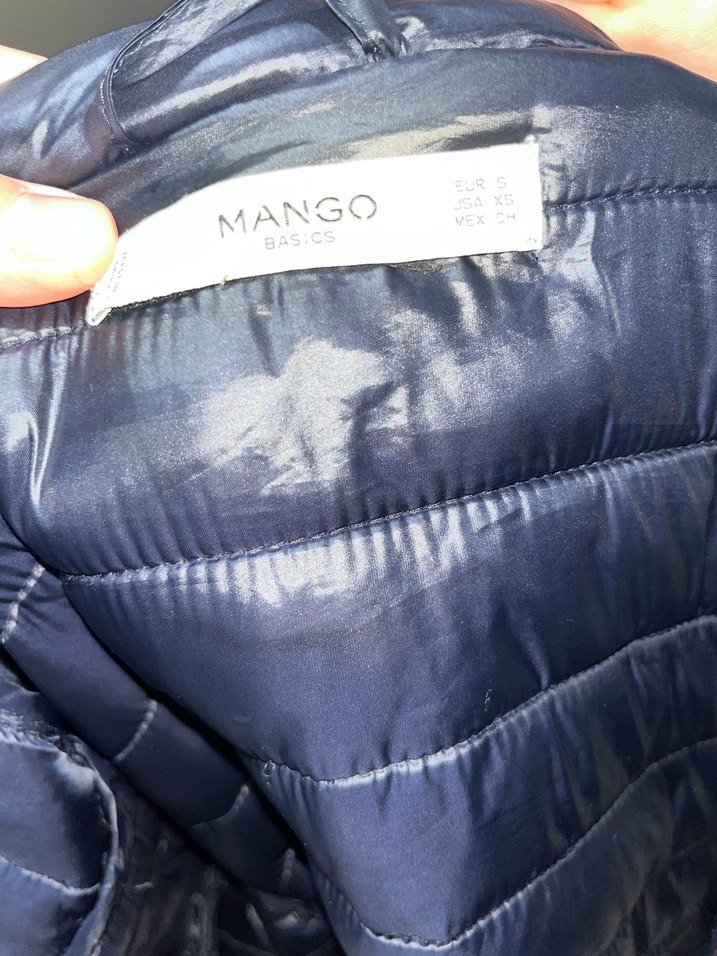 MANGO
BASICS
EUR S
USA XS
MEX CH